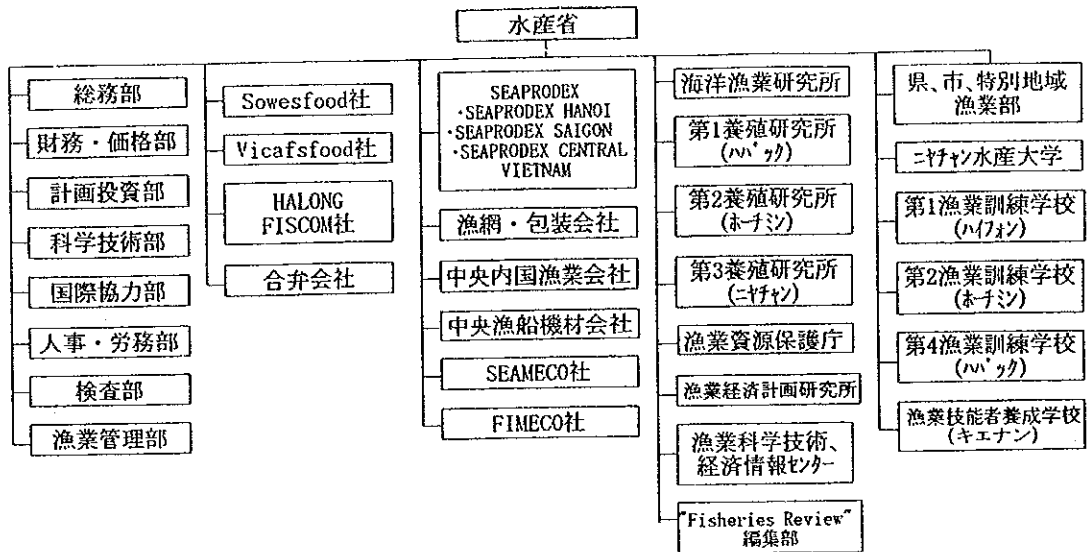 水産省
総務部
財務・価格部
計画投資部
科学技術部
国際協力部
人事・労務部
検査部
漁業管理部
Sowesfood社
Vicafsfood社
HALONG
FISCOM社
合弁会社
SEAPRODEX
・SEAPRODEX HANOI
・SEAPRODEX SAIGON
・SEAPRODEX CENTRAL
VIETNAM
漁網・包装会社
中央内国漁業会社
中央漁船機材会社
SEAMECO社
FIMECO社
海洋漁業研究所
第1養殖研究所
(ハバック)
第2養殖研究所
(ホーチミン)
第3養殖研究所
(ニャチャン)
漁業資源保護庁
漁業経済計画研究所
漁業科学技術、
経済情報センター
"Fisheries Review"
編集部
県、市、特別地域
漁業部
ニャチャン水産大学
第1漁業訓練学校
(ハイフォン)
第2漁業訓練学校
(ホーチミン)
第4漁業訓練学校
(ハバック)
漁業技能者養成学校
(キエナン)